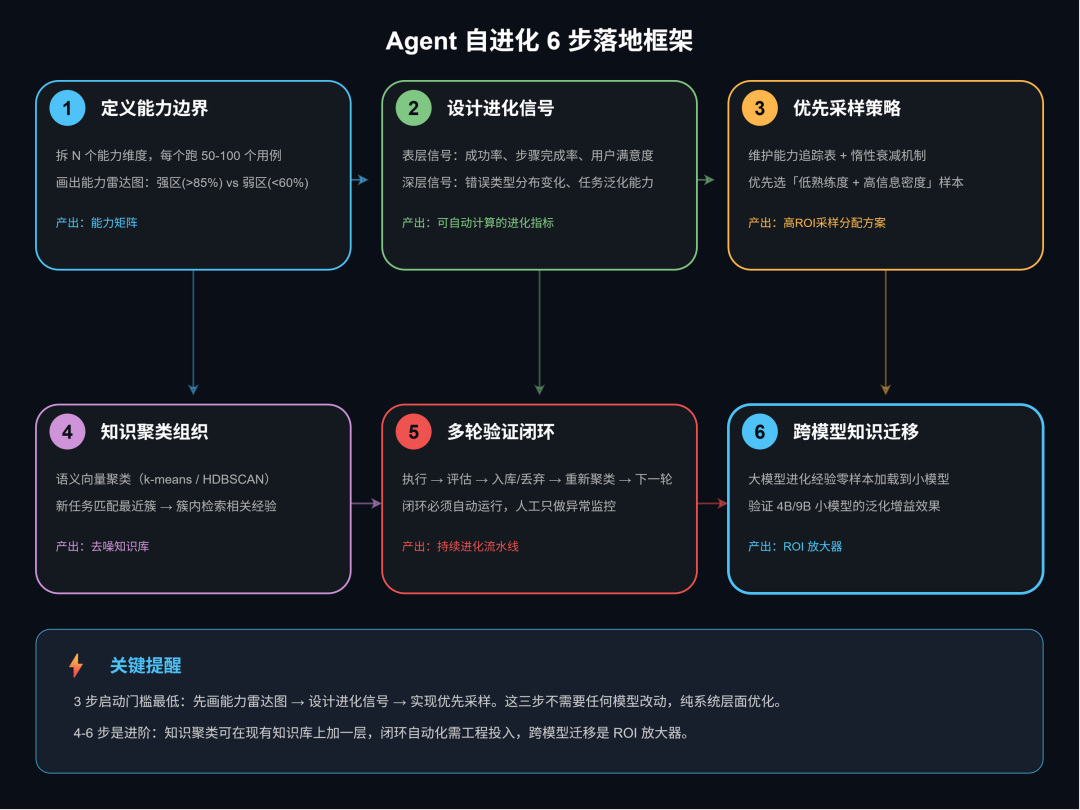 Agent 自进化 6 步落地框架
1 定义能力边界
拆 N 个能力维度，每个跑 50-100 个用例
画出能力雷达图：强区(>85%) vs 弱区(<60%)
产出：能力矩阵
2 设计进化信号
表层信号：成功率、步骤完成率、用户满意度
深层信号：错误类型分布变化、任务泛化能力
产出：可自动计算的进化指标
3 优先采样策略
维护能力追踪表 + 惰性衰减机制
优先选「低熟练度 + 高信息密度」样本
产出：高ROI采样分配方案
4 知识聚类组织
语义向量聚类（k-means / HDBSCAN）
新任务匹配最近簇 → 簇内检索相关经验
产出：去噪知识库
5 多轮验证闭环
执行 → 评估 → 入库/丢弃 → 重新聚类 → 下一轮
闭环必须自动运行，人工只做异常监控
产出：持续进化流水线
6 跨模型知识迁移
大模型进化经验零样本加载到小模型
验证 4B/9B 小模型的泛化增益效果
产出：ROI 放大器
关键提醒
3 步启动门槛最低：先画能力雷达图 → 设计进化信号 → 实现优先采样。这三步不需要任何模型改动，纯系统层面优化。
4-6 步是进阶：知识聚类可在现有知识库上加一层，闭环自动化需工程投入，跨模型迁移是 ROI 放大器。